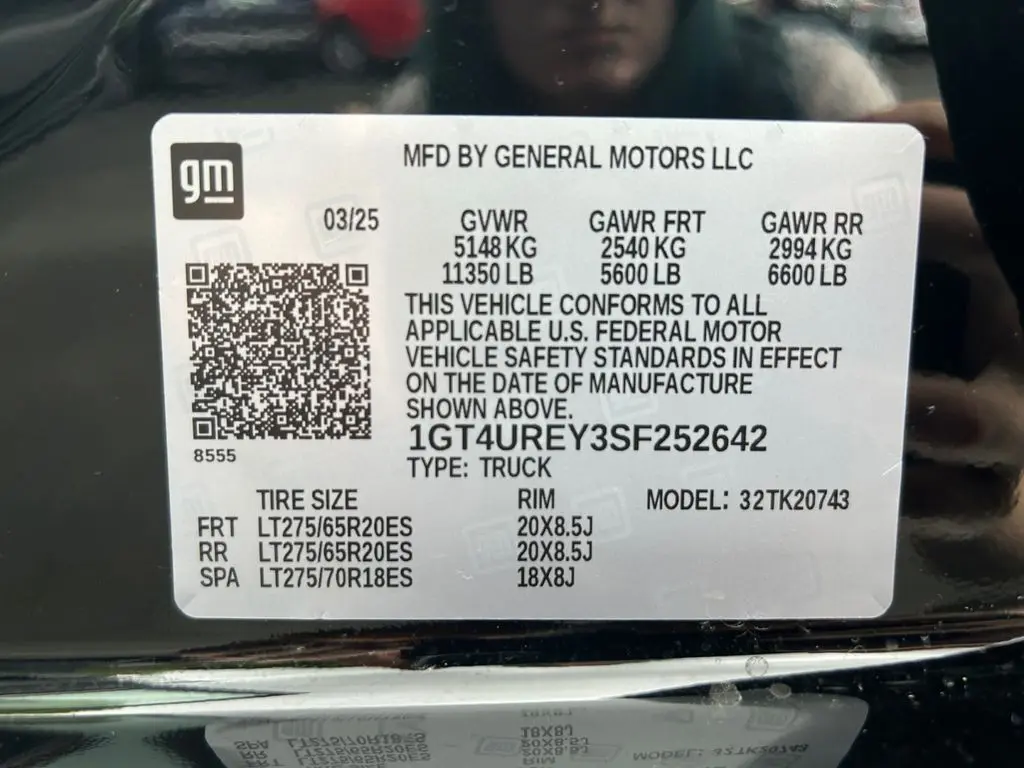 gm
MFD BY GENERAL MOTORS LLC
03/25 GVWR GAWR FRT GAWR RR
5148 KG 2540 KG 2994 KG
11350 LB 5600 LB 6600 LB
THIS VEHICLE CONFORMS TO ALL
APPLICABLE U.S. FEDERAL MOTOR
VEHICLE SAFETY STANDARDS IN EFFECT
ON THE DATE OF MANUFACTURE
SHOWN ABOVE.
1GT4UREY3SF252642
8555
TYPE: TRUCK
TIRE SIZE RIM MODEL: 32TK20743
FRT LT275/65R20ES 20X8.5J
RR LT275/65R20ES 20X8.5J
SPA LT275/70R18ES 18X8J